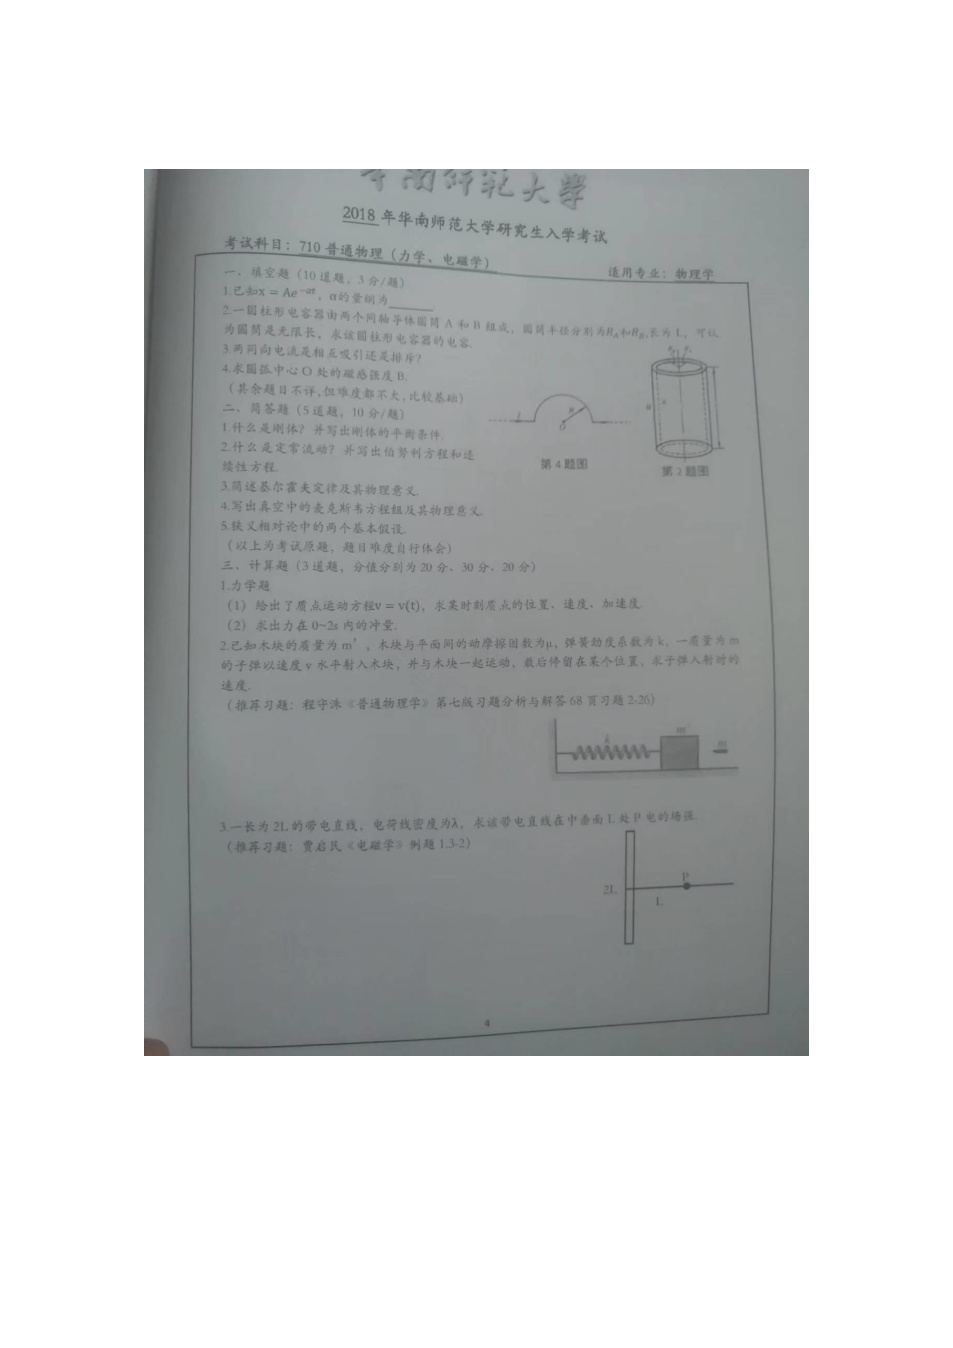 华南师范大学
2018 年华南师范大学研究生入学考试
考试科目：710 普通物理（力学、电磁学）
适用专业：物理学
一、填空题（10 道题，3 分/题）
1.已知x = Ae^-αt，α的量纲为
2.一圆柱形电容器由两个同轴导体圆筒 A 和 B 组成，圆筒半径分别为R_A和R_B,长为 L，可认
为圆筒是无限长，求该圆柱形电容器的电容.
3.两同向电流是相互吸引还是排斥？
4.求圆弧中心 O 处的磁感强度 B.
（其余题目不详,但难度都不大,比较基础）
二、简答题（5 道题，10 分/题）
1.什么是刚体？并写出刚体的平衡条件.
2.什么是定常流动？并写出伯努利方程和连
续性方程.
I
R
O
第 4 题图
B
A
第 2 题图
3.简述基尔霍夫定律及其物理意义.
4.写出真空中的麦克斯韦方程组及其物理意义.
5.狭义相对论中的两个基本假设.
（以上为考试原题，题目难度自行体会）
三、计算题（3 道题，分值分别为 20 分、30 分、20 分）
1.力学题
（1）给出了质点运动方程v = v(t)，求某时刻质点的位置、速度、加速度.
（2）求出力在 0~2s 内的冲量.
2.已知木块的质量为 m'，木块与平面间的动摩擦因数为μ，弹簧劲度系数为 k，一质量为 m
的子弹以速度 v 水平射入木块，并与木块一起运动，最后停留在某个位置，求子弹入射时的
速度.
（推荐习题：程守洙《普通物理学》第七版习题分析与解答 68 页习题 2-26）
k
m'
m
3.一长为 2L 的带电直线，电荷线密度为λ，求该带电直线在中垂面 L 处 P 电的场强.
（推荐习题：贾启民《电磁学》例题 1.3-2）
2L
P
L
4